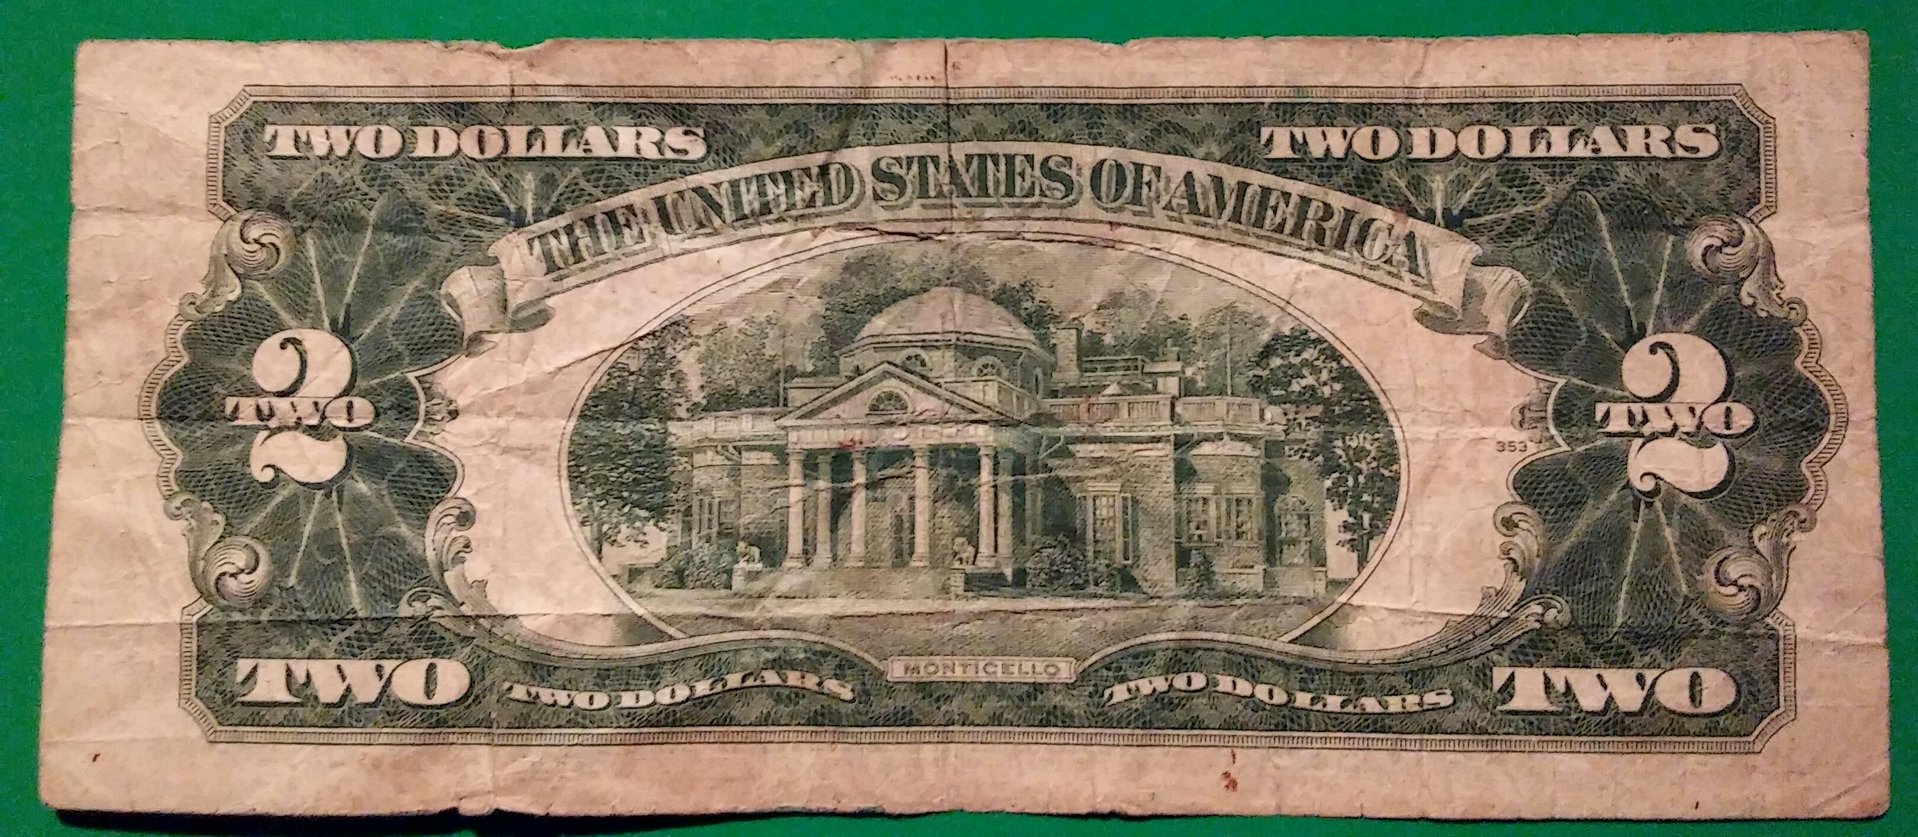 TWO DOLLARS
TWO DOLLARS
THE UNITED STATES OF AMERICA
2
TWO
2
TWO
353
MONTICELLO
TWO
TWO DOLLARS
TWO DOLLARS
TWO